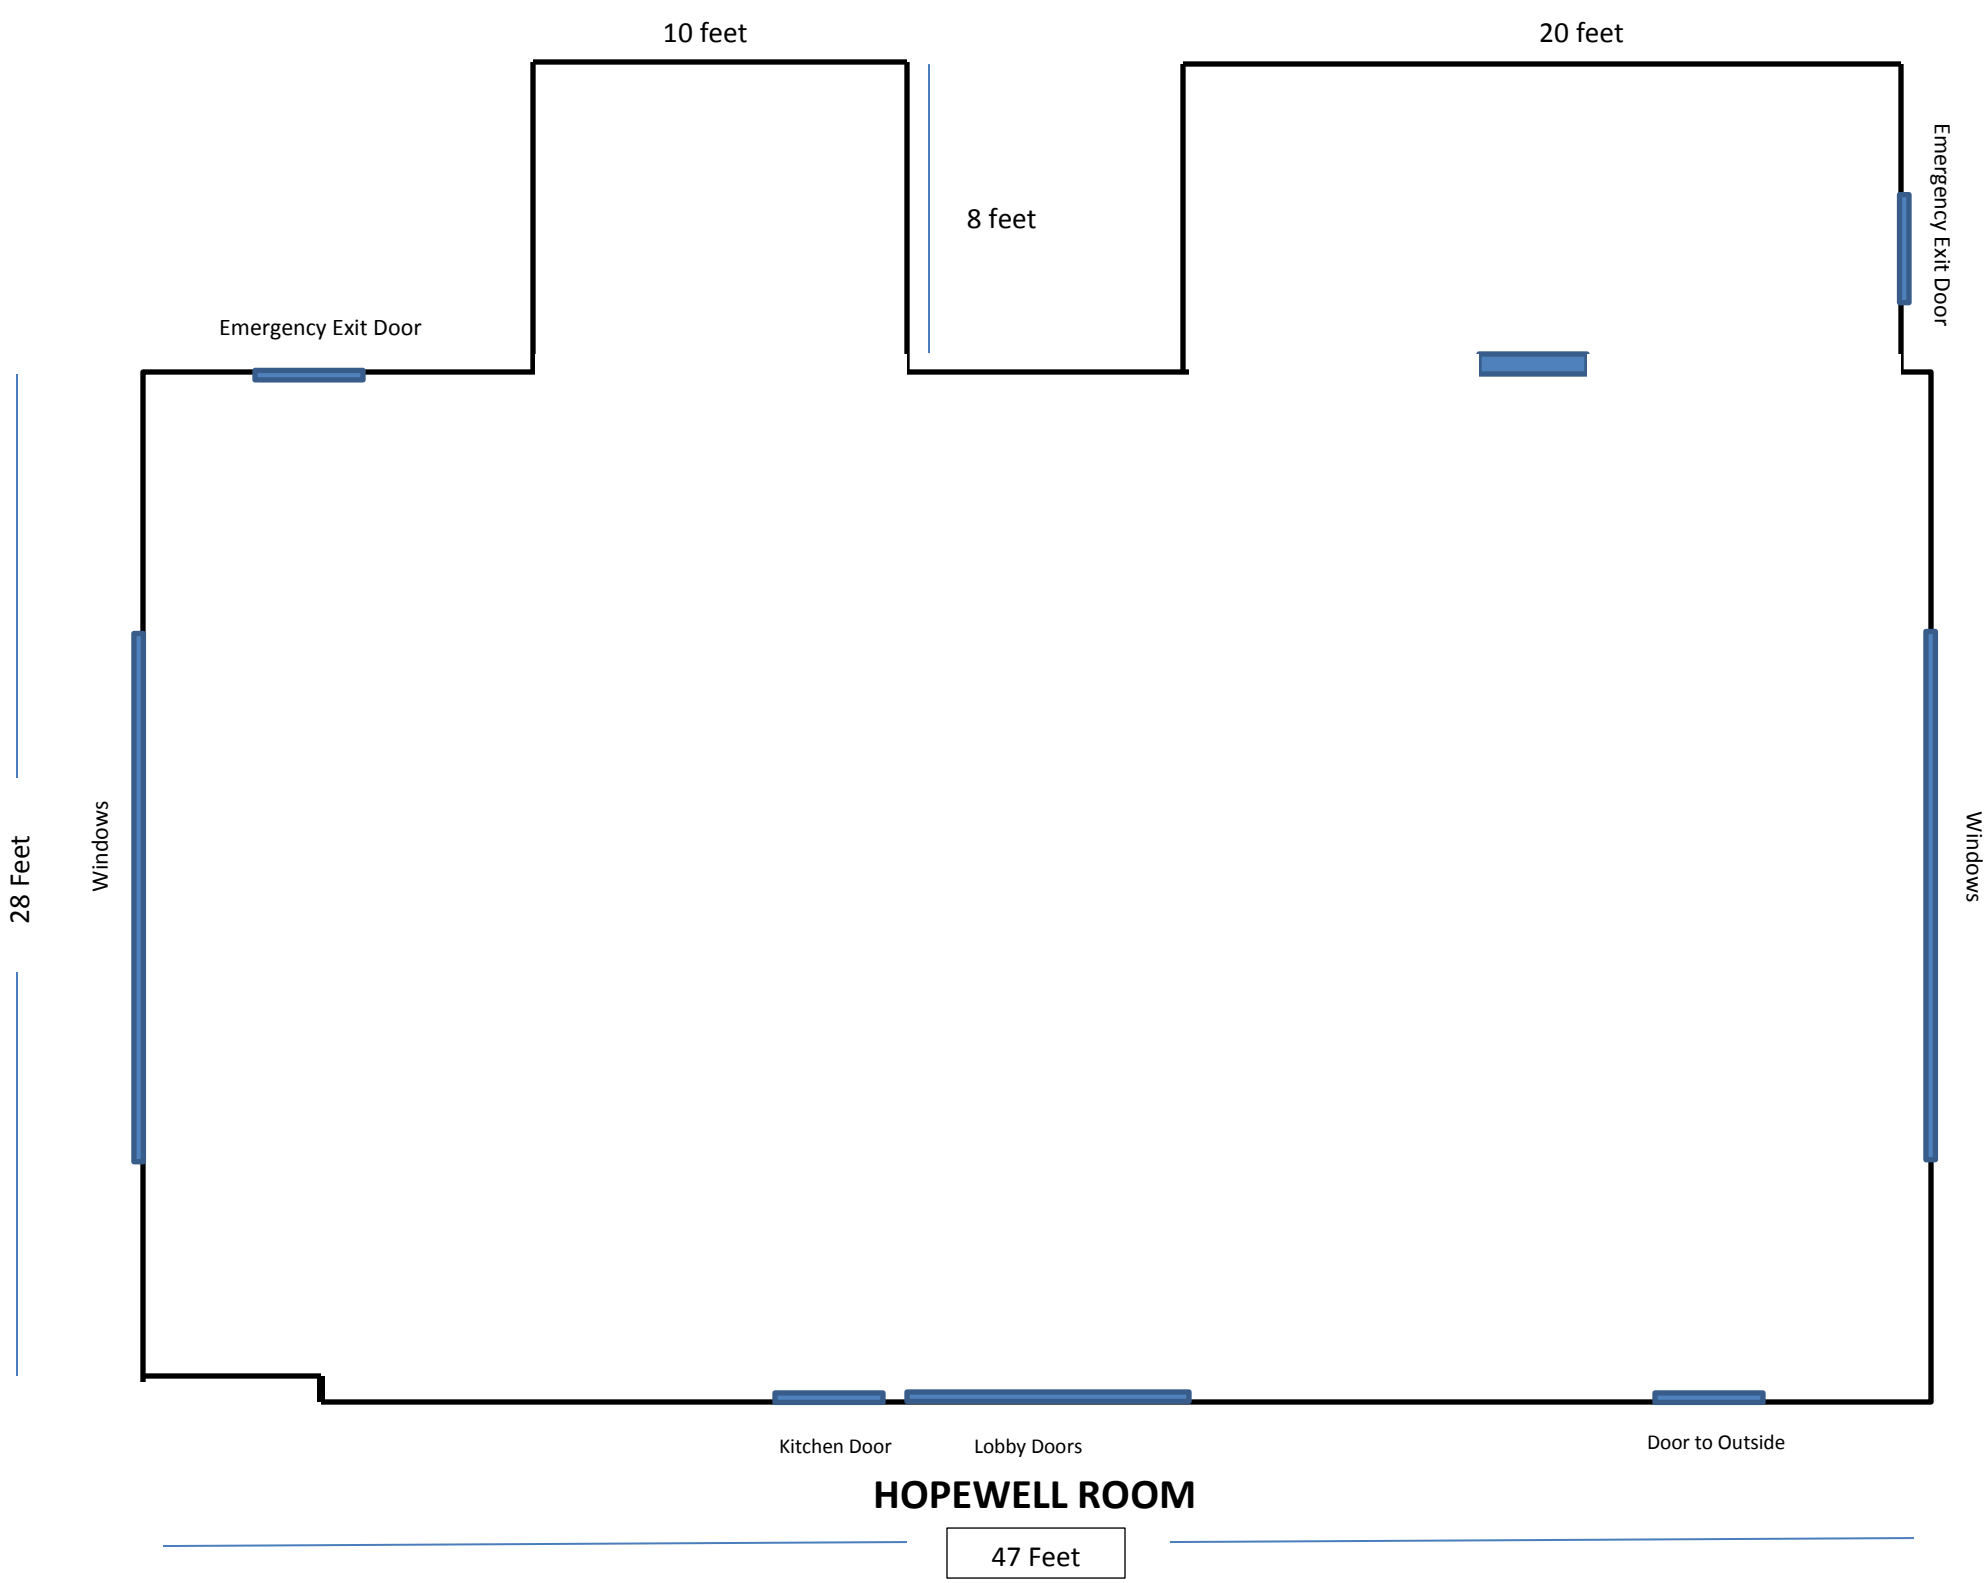 10 feet
20 feet
Emergency Exit Door
8 feet
Emergency Exit Door
28 Feet
Windows
Windows
Kitchen Door
Lobby Doors
Door to Outside
HOPEWELL ROOM
47 Feet